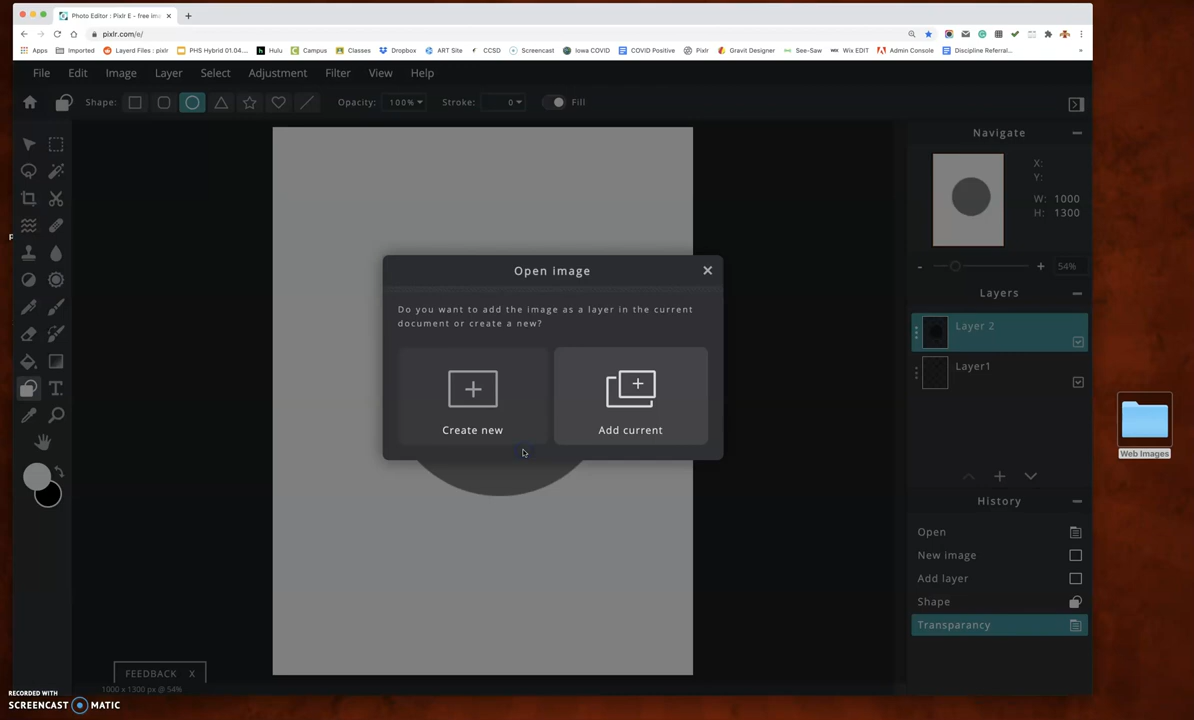 Photo Editor : Pixlr E - free ima
pixlr.com/e/
Apps Imported Layerd Files : pixlr PHS Hybrid 01.04... Hulu Campus Classes Dropbox ART Site CCSD Screencast Iowa COVID COVID Positive Pixlr Gravit Designer See-Saw Wix EDIT Admin Console Discipline Referral... »
File Edit Image Layer Select Adjustment Filter View Help
Shape: Opacity: 100% Stroke: 0 Fill
Navigate
X:
Y:
W: 1000
H: 1300
- + 54%
Open image
Do you want to add the image as a layer in the current
document or create a new?
Create new Add current
Layers
Layer 2
Layer1
Web Images
History
Open
New image
Add layer
Shape
Transparancy
FEEDBACK X
1000 x 1300 px @ 54%
RECORDED WITH
SCREENCAST MATIC